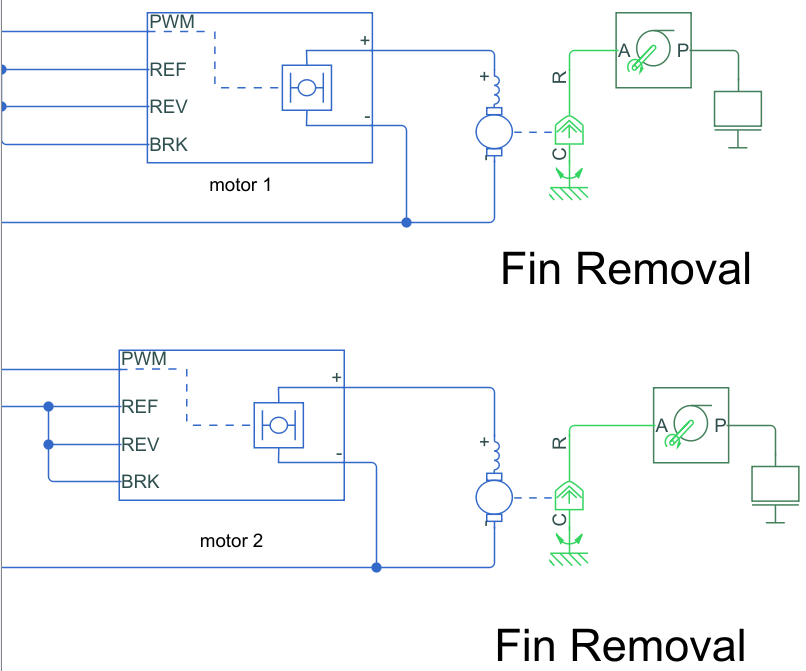 PWM
REF
REV
BRK
+
-
motor 1
+
-
R
C
A
P
Fin Removal
PWM
REF
REV
BRK
+
-
motor 2
+
-
R
C
A
P
Fin Removal